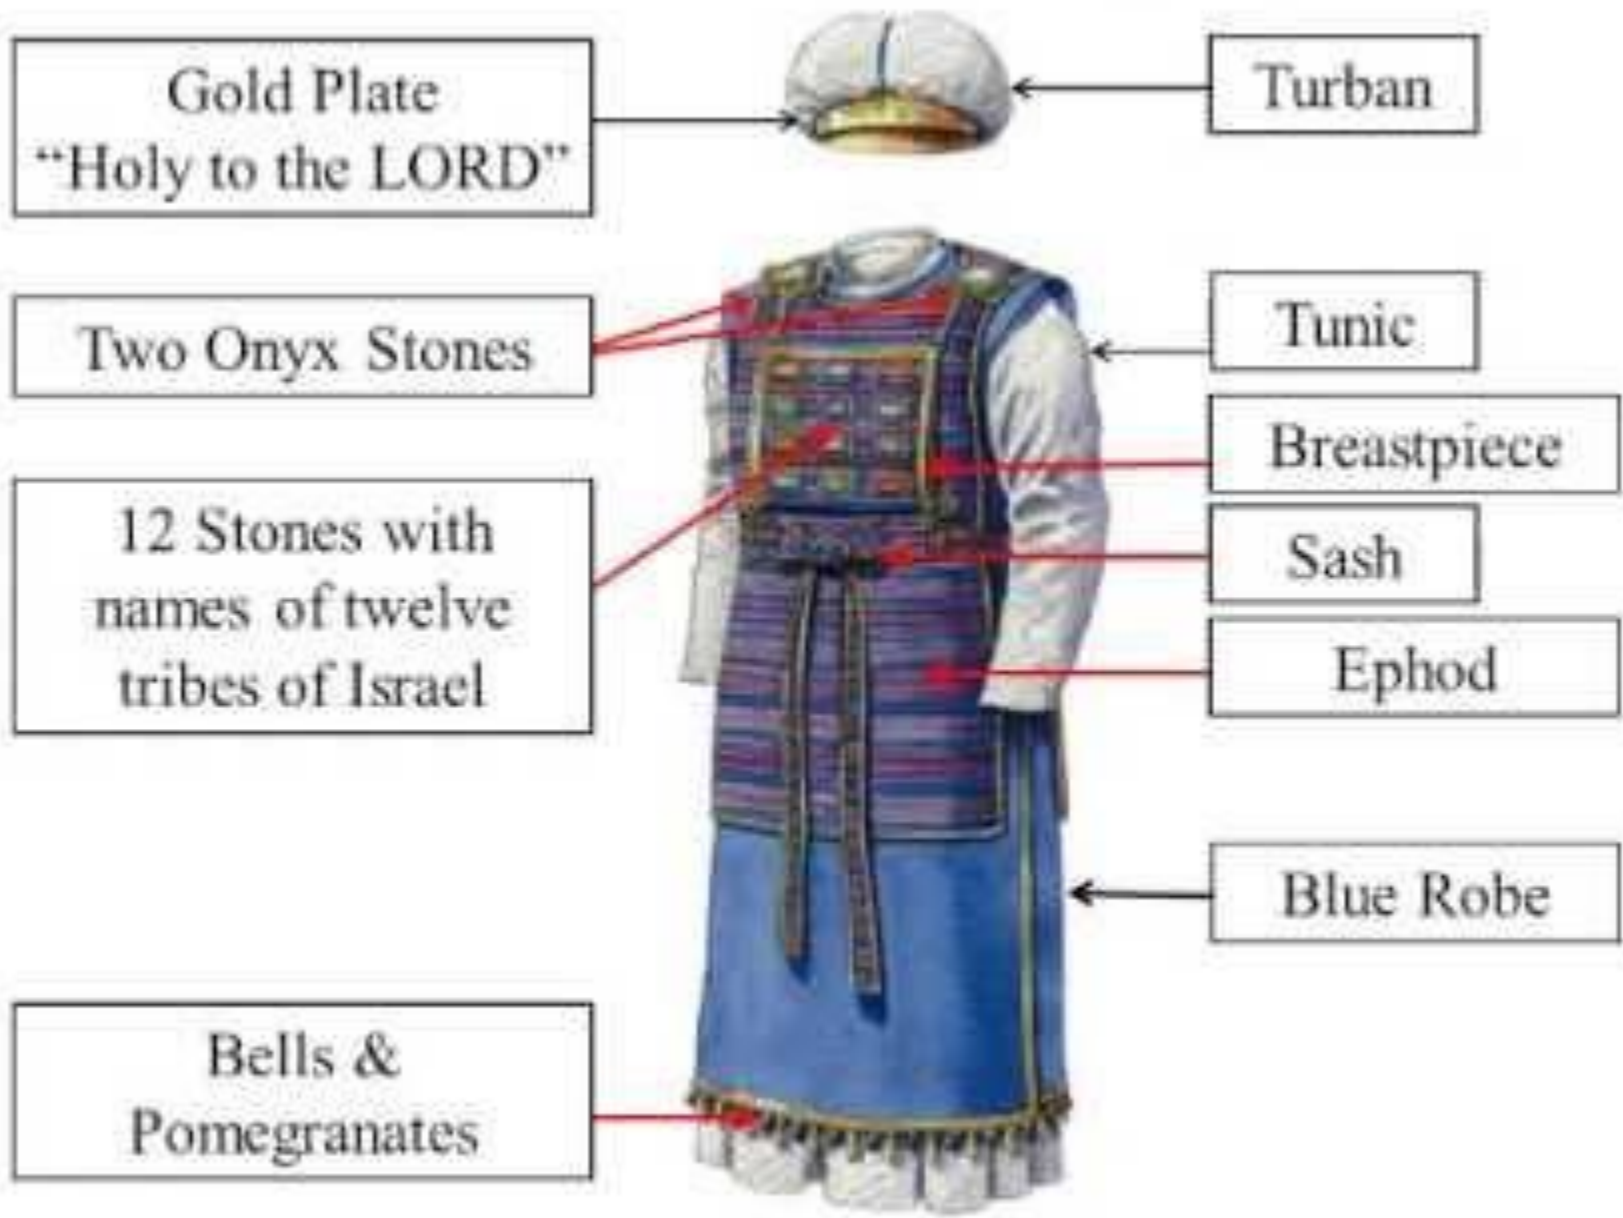 Gold Plate
“Holy to the LORD”
Turban
Two Onyx Stones
Tunic
Breastpiece
12 Stones with
names of twelve
tribes of Israel
Sash
Ephod
Blue Robe
Bells &
Pomegranates